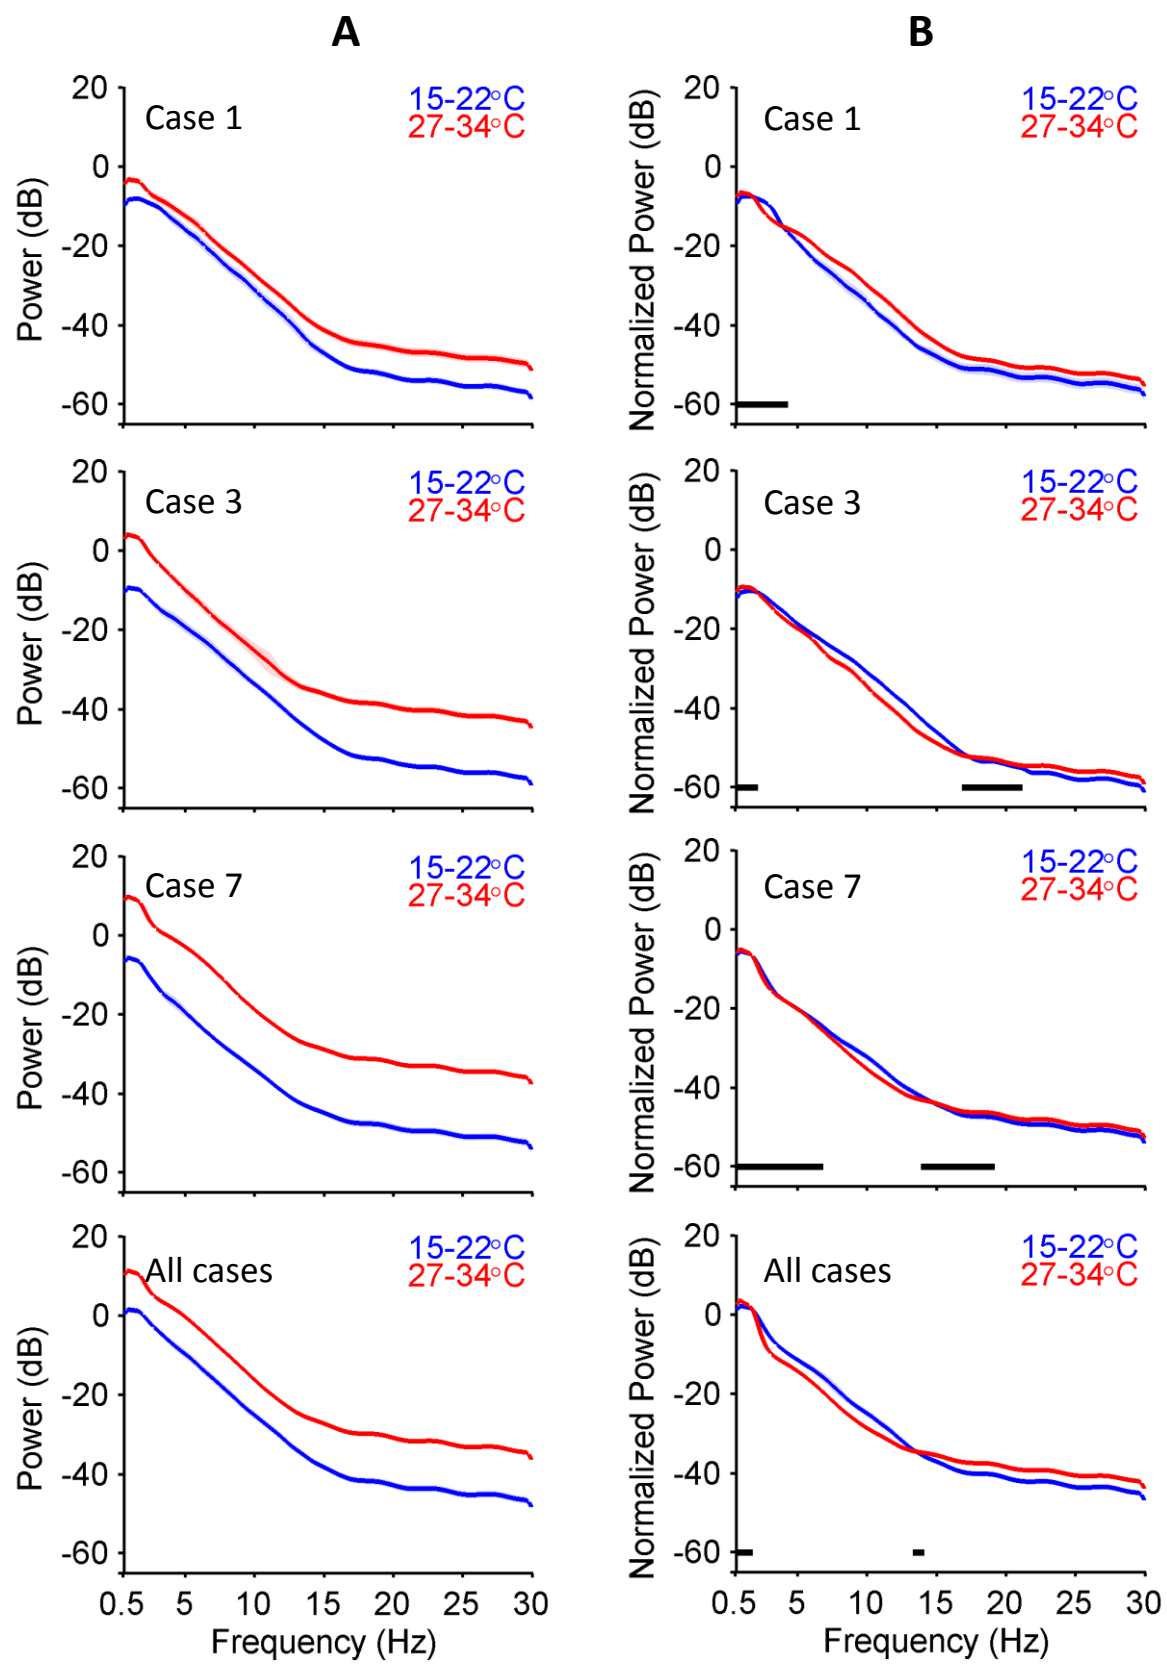 A
B
Power (dB)
20
0
-20
-40
-60
Case 1
15-22°C
27-34°C
Normalized Power (dB)
20
0
-20
-40
-60
Case 1
15-22°C
27-34°C
Power (dB)
20
0
-20
-40
-60
Case 3
15-22°C
27-34°C
Normalized Power (dB)
20
0
-20
-40
-60
Case 3
15-22°C
27-34°C
Power (dB)
20
0
-20
-40
-60
Case 7
15-22°C
27-34°C
Normalized Power (dB)
20
0
-20
-40
-60
Case 7
15-22°C
27-34°C
Power (dB)
20
0
-20
-40
-60
All cases
15-22°C
27-34°C
0.5 5 10 15 20 25 30
Frequency (Hz)
Normalized Power (dB)
20
0
-20
-40
-60
All cases
15-22°C
27-34°C
0.5 5 10 15 20 25 30
Frequency (Hz)